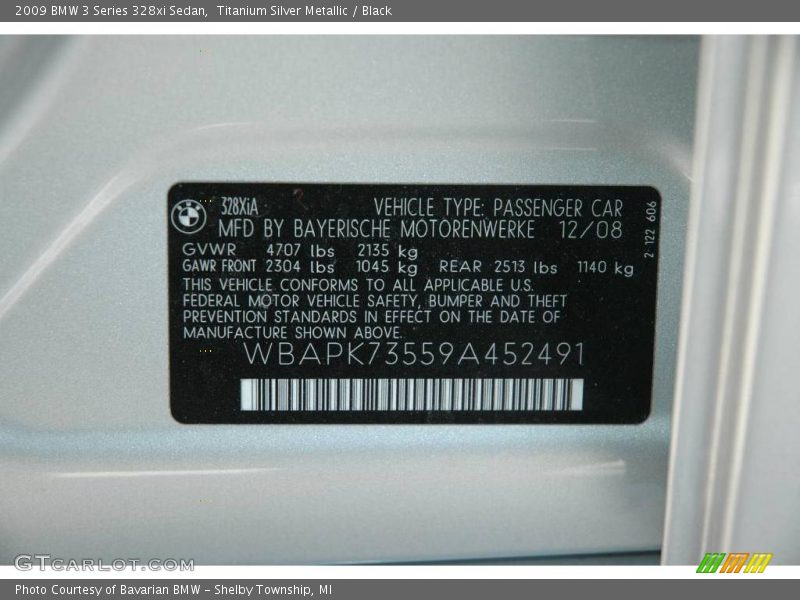 2009 BMW 3 Series 328xi Sedan, Titanium Silver Metallic / Black
328XiA VEHICLE TYPE: PASSENGER CAR
MFD BY BAYERISCHE MOTORENWERKE 12/08
GVWR 4707 lbs 2135 kg
GAWR FRONT 2304 lbs 1045 kg REAR 2513 lbs 1140 kg
THIS VEHICLE CONFORMS TO ALL APPLICABLE U.S.
FEDERAL MOTOR VEHICLE SAFETY, BUMPER AND THEFT
PREVENTION STANDARDS IN EFFECT ON THE DATE OF
MANUFACTURE SHOWN ABOVE.
WBAPK73559A452491
2 122 606
GTcarlot.com
Photo Courtesy of Bavarian BMW – Shelby Township, MI